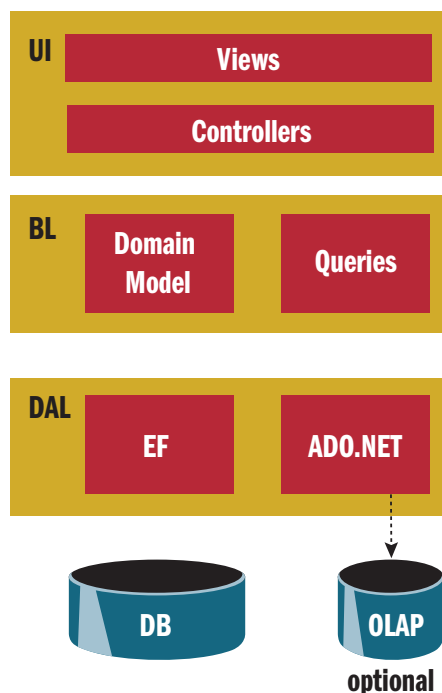 UI
Views
Controllers
BL
Domain
Model
Queries
DAL
EF
ADO.NET
DB
OLAP
optional